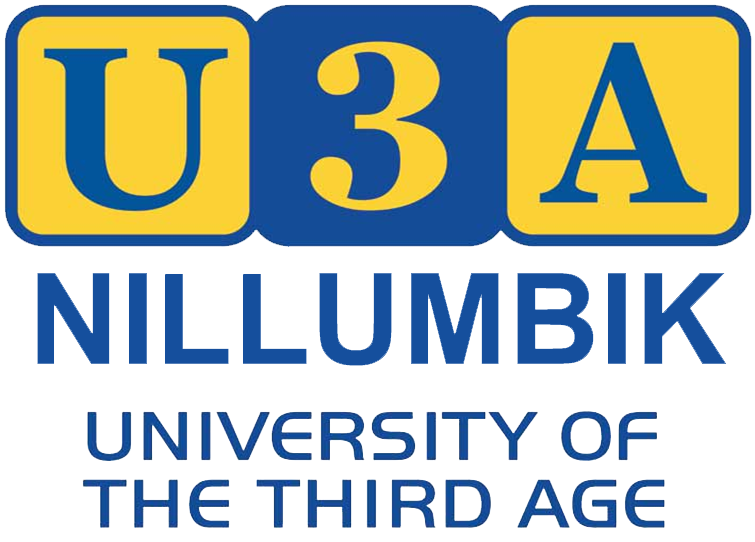 U3A
NILLUMBIK
UNIVERSITY OF
THE THIRD AGE